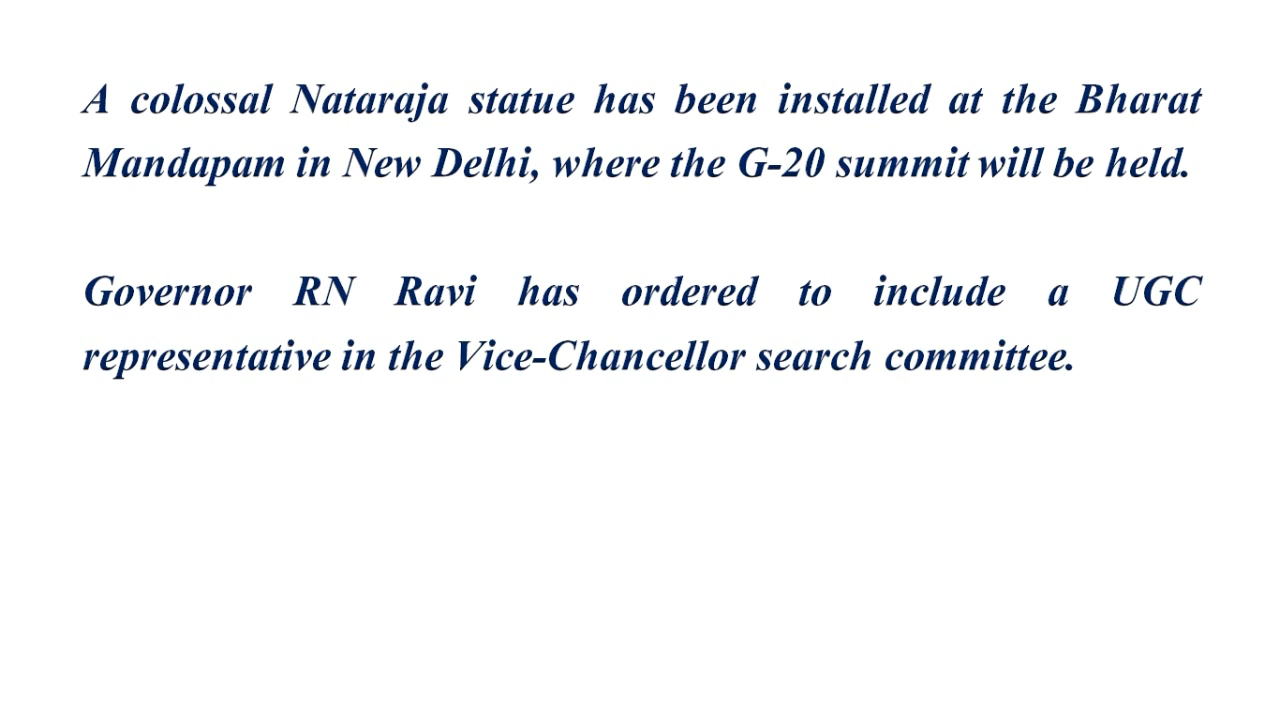 A colossal Nataraja statue has been installed at the Bharat
Mandapam in New Delhi, where the G-20 summit will be held.
Governor RN Ravi has ordered to include a UGC
representative in the Vice-Chancellor search committee.